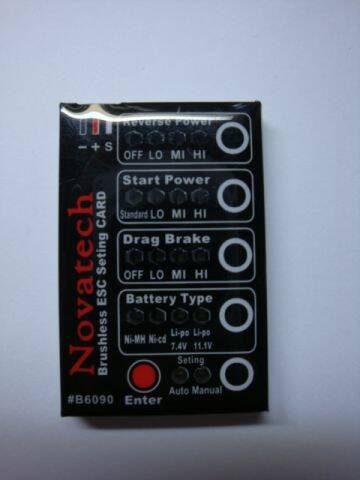 Novatech
Brushless ESC Seting CARD
#B6090
− + S
Reverse Power
OFF LO MI HI
Start Power
Standard LO MI HI
Drag Brake
OFF LO MI HI
Battery Type
Ni-MH Ni-cd Li-po 7.4V Li-po 11.1V
Seting
Auto Manual
Enter